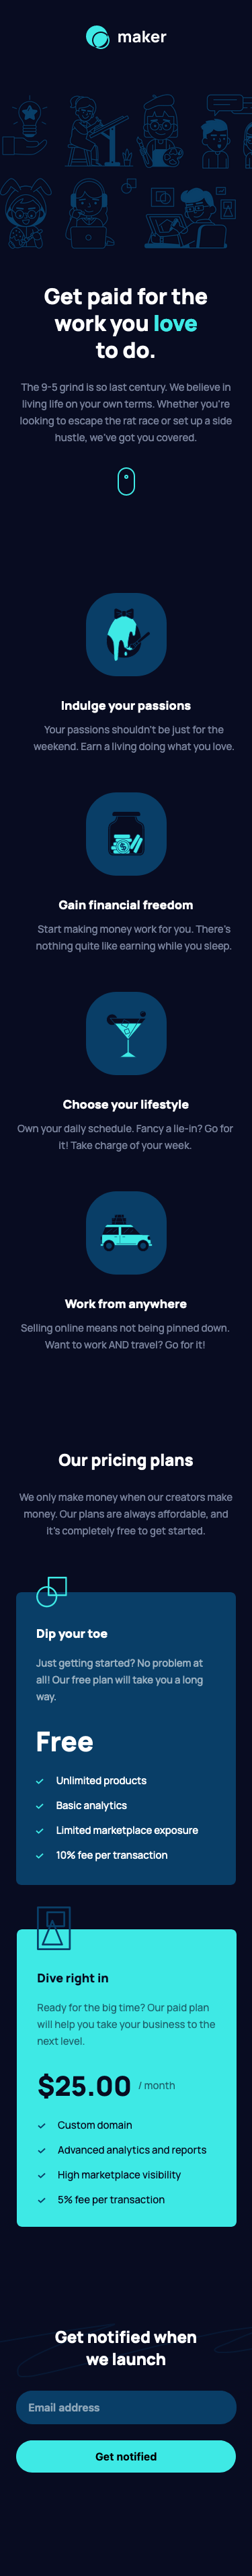 maker
Get paid for the
work you love
to do.
The 9-5 grind is so last century. We believe in
living life on your own terms. Whether you're
looking to escape the rat race or set up a side
hustle, we've got you covered.
Indulge your passions
Your passions shouldn't be just for the
weekend. Earn a living doing what you love.
Gain financial freedom
Start making money work for you. There's
nothing quite like earning while you sleep.
Choose your lifestyle
Own your daily schedule. Fancy a lie-in? Go for
it! Take charge of your week.
Work from anywhere
Selling online means not being pinned down.
Want to work AND travel? Go for it!
Our pricing plans
We only make money when our creators make
money. Our plans are always affordable, and
it's completely free to get started.
Dip your toe
Just getting started? No problem at
all! Our free plan will take you a long
way.
Free
Unlimited products
Basic analytics
Limited marketplace exposure
10% fee per transaction
Dive right in
Ready for the big time? Our paid plan
will help you take your business to the
next level.
$25.00 / month
Custom domain
Advanced analytics and reports
High marketplace visibility
5% fee per transaction
Get notified when
we launch
Email address
Get notified